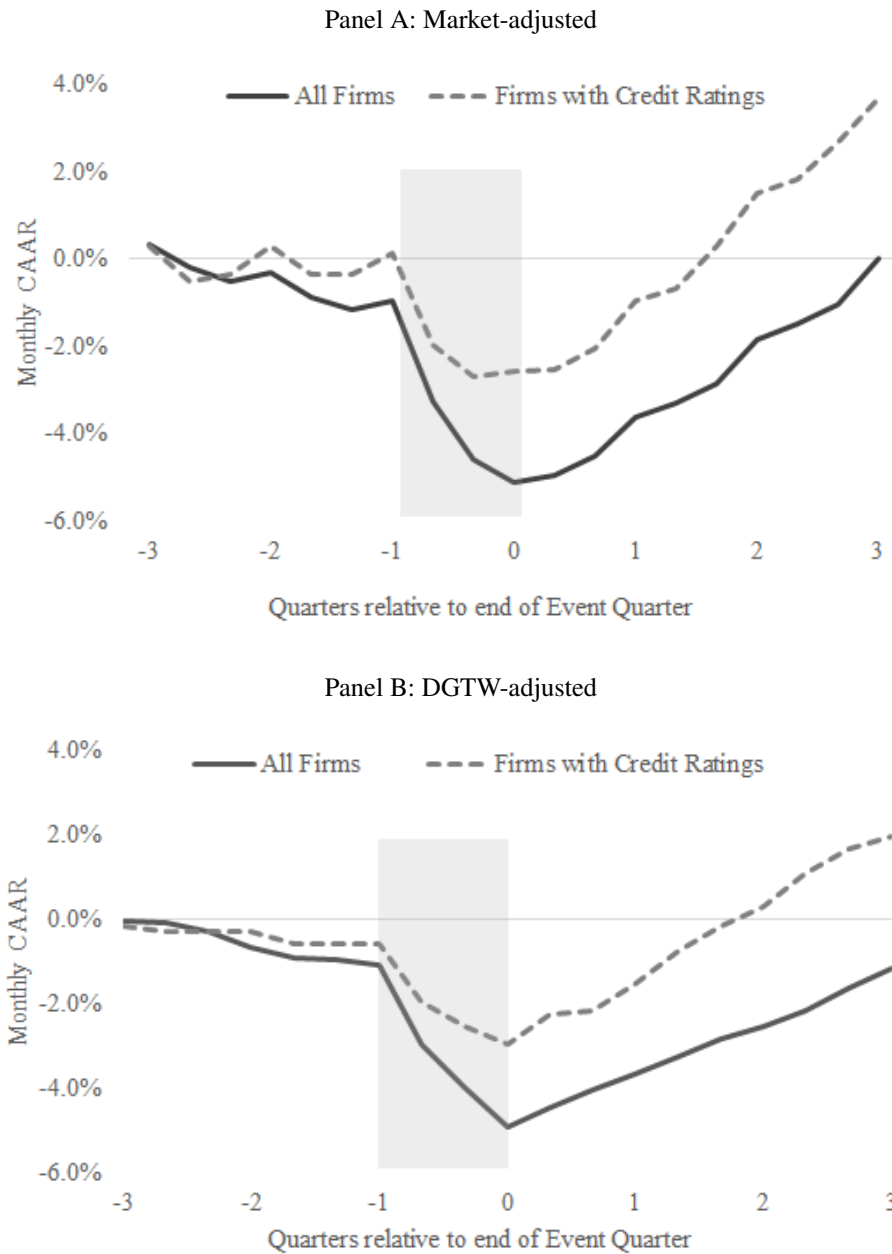 Panel A: Market-adjusted
4.0%
All Firms
Firms with Credit Ratings
2.0%
0.0%
-2.0%
-4.0%
-6.0%
Monthly CAAR
-3 -2 -1 0 1 2 3
Quarters relative to end of Event Quarter
Panel B: DGTW-adjusted
4.0%
All Firms
Firms with Credit Ratings
2.0%
0.0%
-2.0%
-4.0%
-6.0%
Monthly CAAR
-3 -2 -1 0 1 2 3
Quarters relative to end of Event Quarter